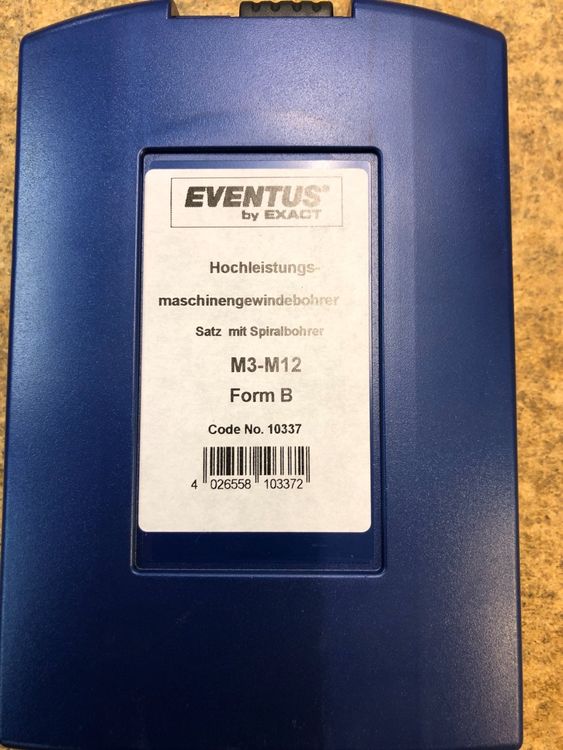 EVENTUS®
by EXACT
Hochleistungs-
maschinengewindebohrer
Satz mit Spiralbohrer
M3-M12
Form B
Code No. 10337
4 026558 103372